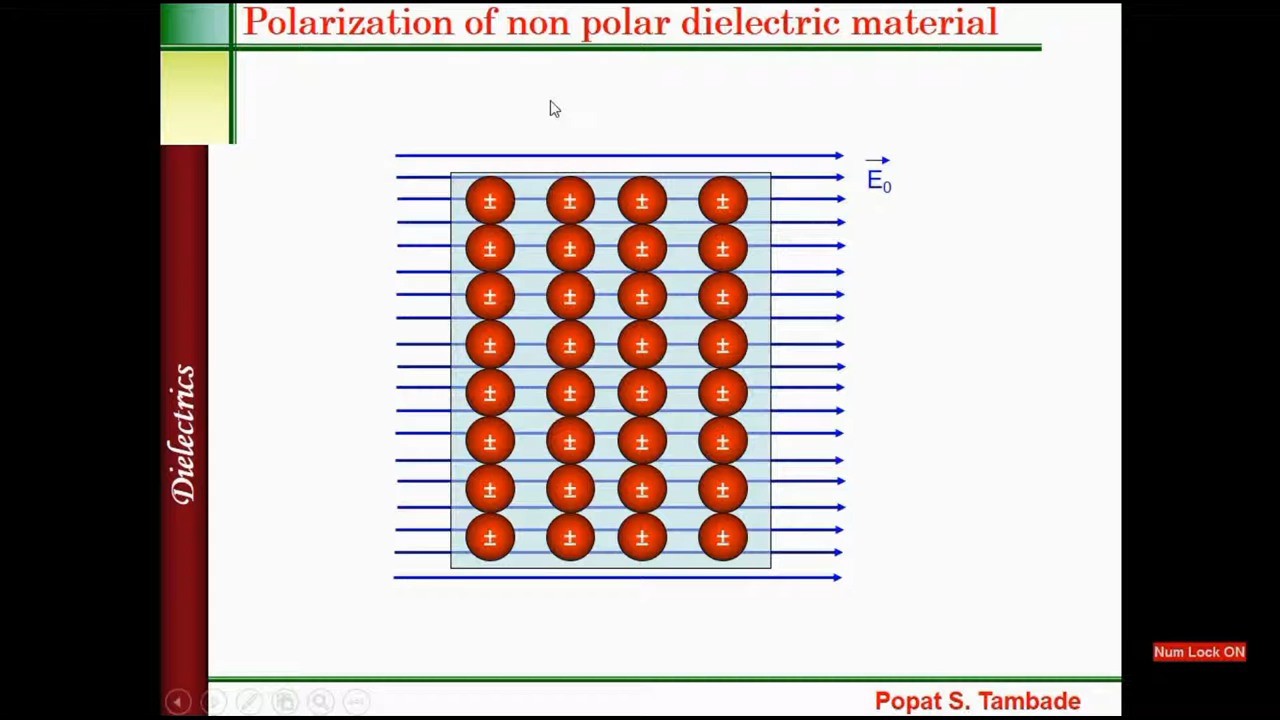 Polarization of non polar dielectric material
E₀
± ± ± ±
± ± ± ±
± ± ± ±
± ± ± ±
± ± ± ±
± ± ± ±
± ± ± ±
± ± ± ±
Dielectrics
Num Lock ON
Popat S. Tambade